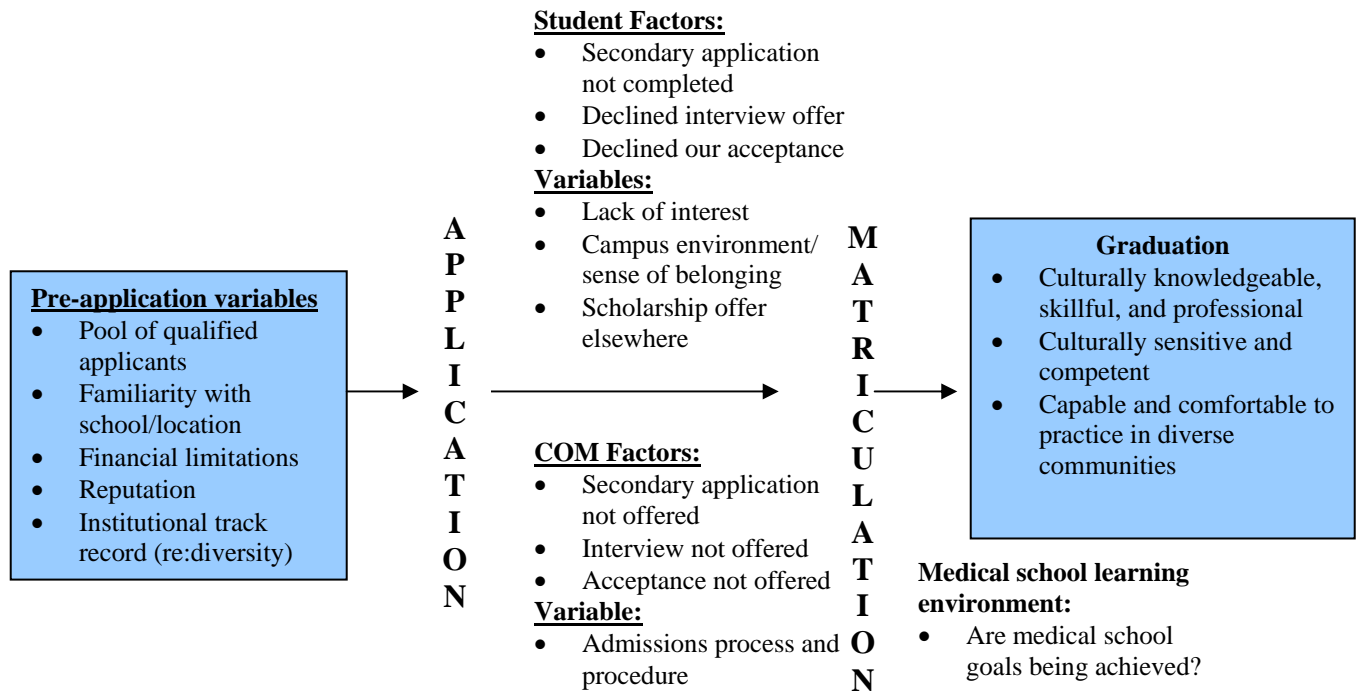 Pre-application variables
• Pool of qualified
applicants
• Familiarity with
school/location
• Financial limitations
• Reputation
• Institutional track
record (re:diversity)
APPLICATION
Student Factors:
• Secondary application
not completed
• Declined interview offer
• Declined our acceptance
Variables:
• Lack of interest
• Campus environment/
sense of belonging
• Scholarship offer
elsewhere
COM Factors:
• Secondary application
not offered
• Interview not offered
• Acceptance not offered
Variable:
• Admissions process and
procedure
MATRICULATION
Graduation
• Culturally knowledgeable,
skillful, and professional
• Culturally sensitive and
competent
• Capable and comfortable to
practice in diverse
communities
Medical school learning
environment:
• Are medical school
goals being achieved?